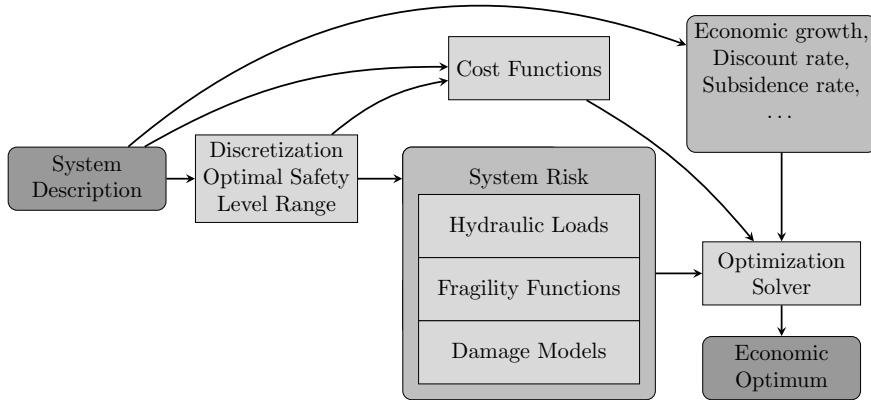 Economic growth,
Discount rate,
Subsidence rate,
. . .
Cost Functions
System
Description
Discretization
Optimal Safety
Level Range
System Risk
Hydraulic Loads
Fragility Functions
Damage Models
Optimization
Solver
Economic
Optimum